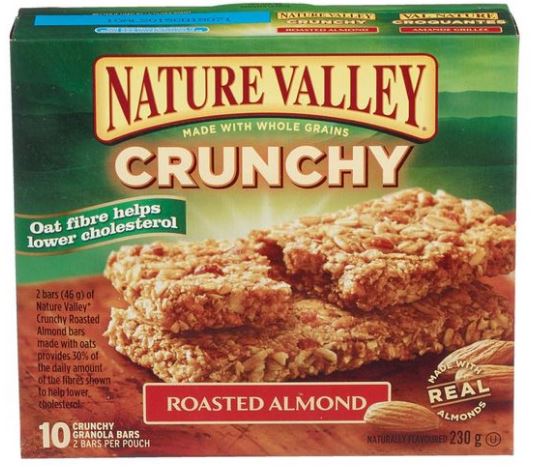 NATURE VALLEY
CRUNCHY
ROASTED ALMOND
VAL NATURE
CROQUANTES
AMANDE GRILLÉE
NATURE VALLEY
MADE WITH WHOLE GRAINS
CRUNCHY
Oat fibre helps
lower cholesterol
2 bars (46 g) of
Nature Valley*
Crunchy Roasted
Almond bars
made with oats
provides 30% of
the daily amount
of the fibres shown
to help lower
cholesterol.
ROASTED ALMOND
MADE WITH
REAL
ALMONDS
10 CRUNCHY
GRANOLA BARS
2 BARS PER POUCH
NATURALLY FLAVOURED 230 g